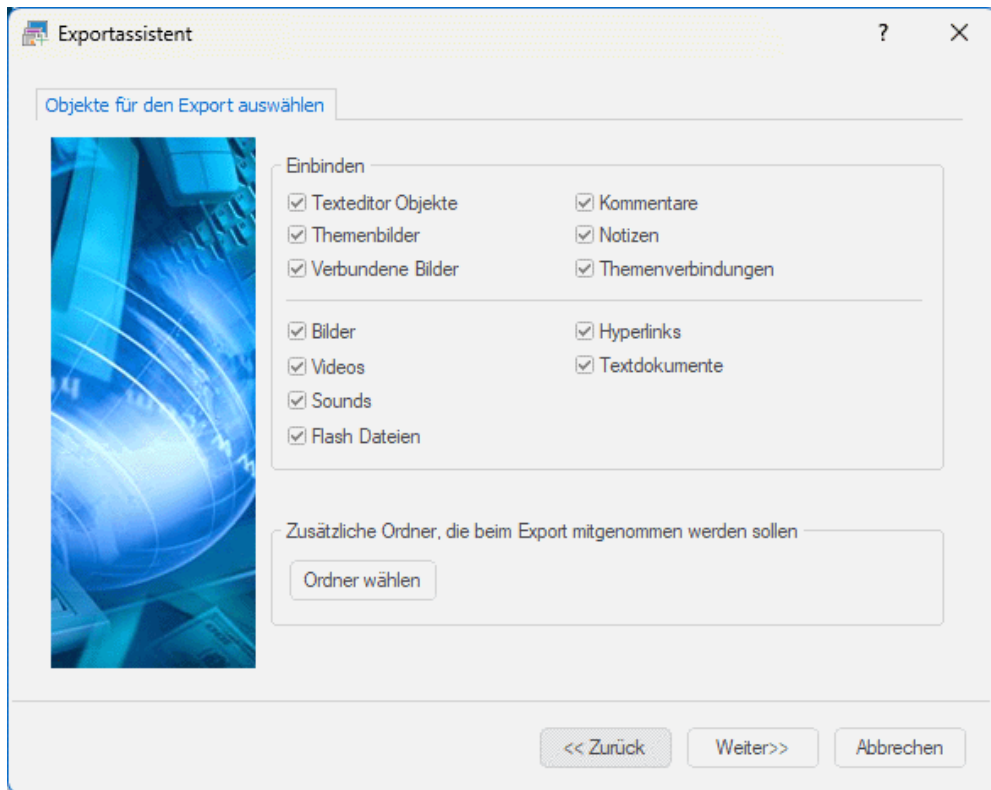 Exportassistent ?
Objekte für den Export auswählen
Einbinden
Texteditor Objekte Kommentare
Themenbilder Notizen
Verbundene Bilder Themenverbindungen
Bilder Hyperlinks
Videos Textdokumente
Sounds
Flash Dateien
Zusätzliche Ordner, die beim Export mitgenommen werden sollen
Ordner wählen
<< Zurück Weiter>> Abbrechen